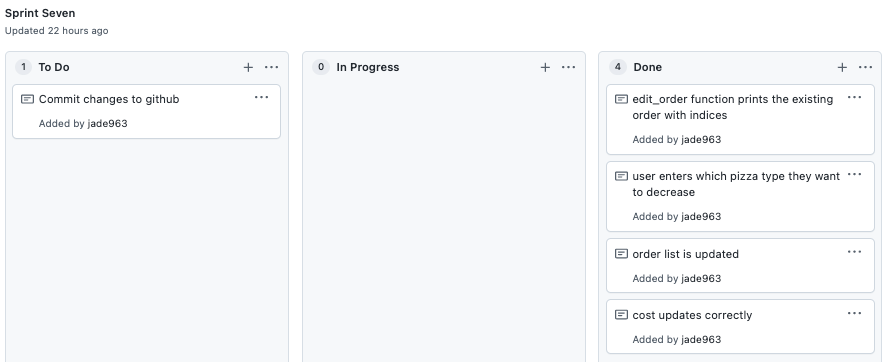 Sprint Seven
Updated 22 hours ago
1 To Do
Commit changes to github
Added by jade963
0 In Progress
4 Done
edit_order function prints the existing
order with indices
Added by jade963
user enters which pizza type they want
to decrease
Added by jade963
order list is updated
Added by jade963
cost updates correctly
Added by jade963